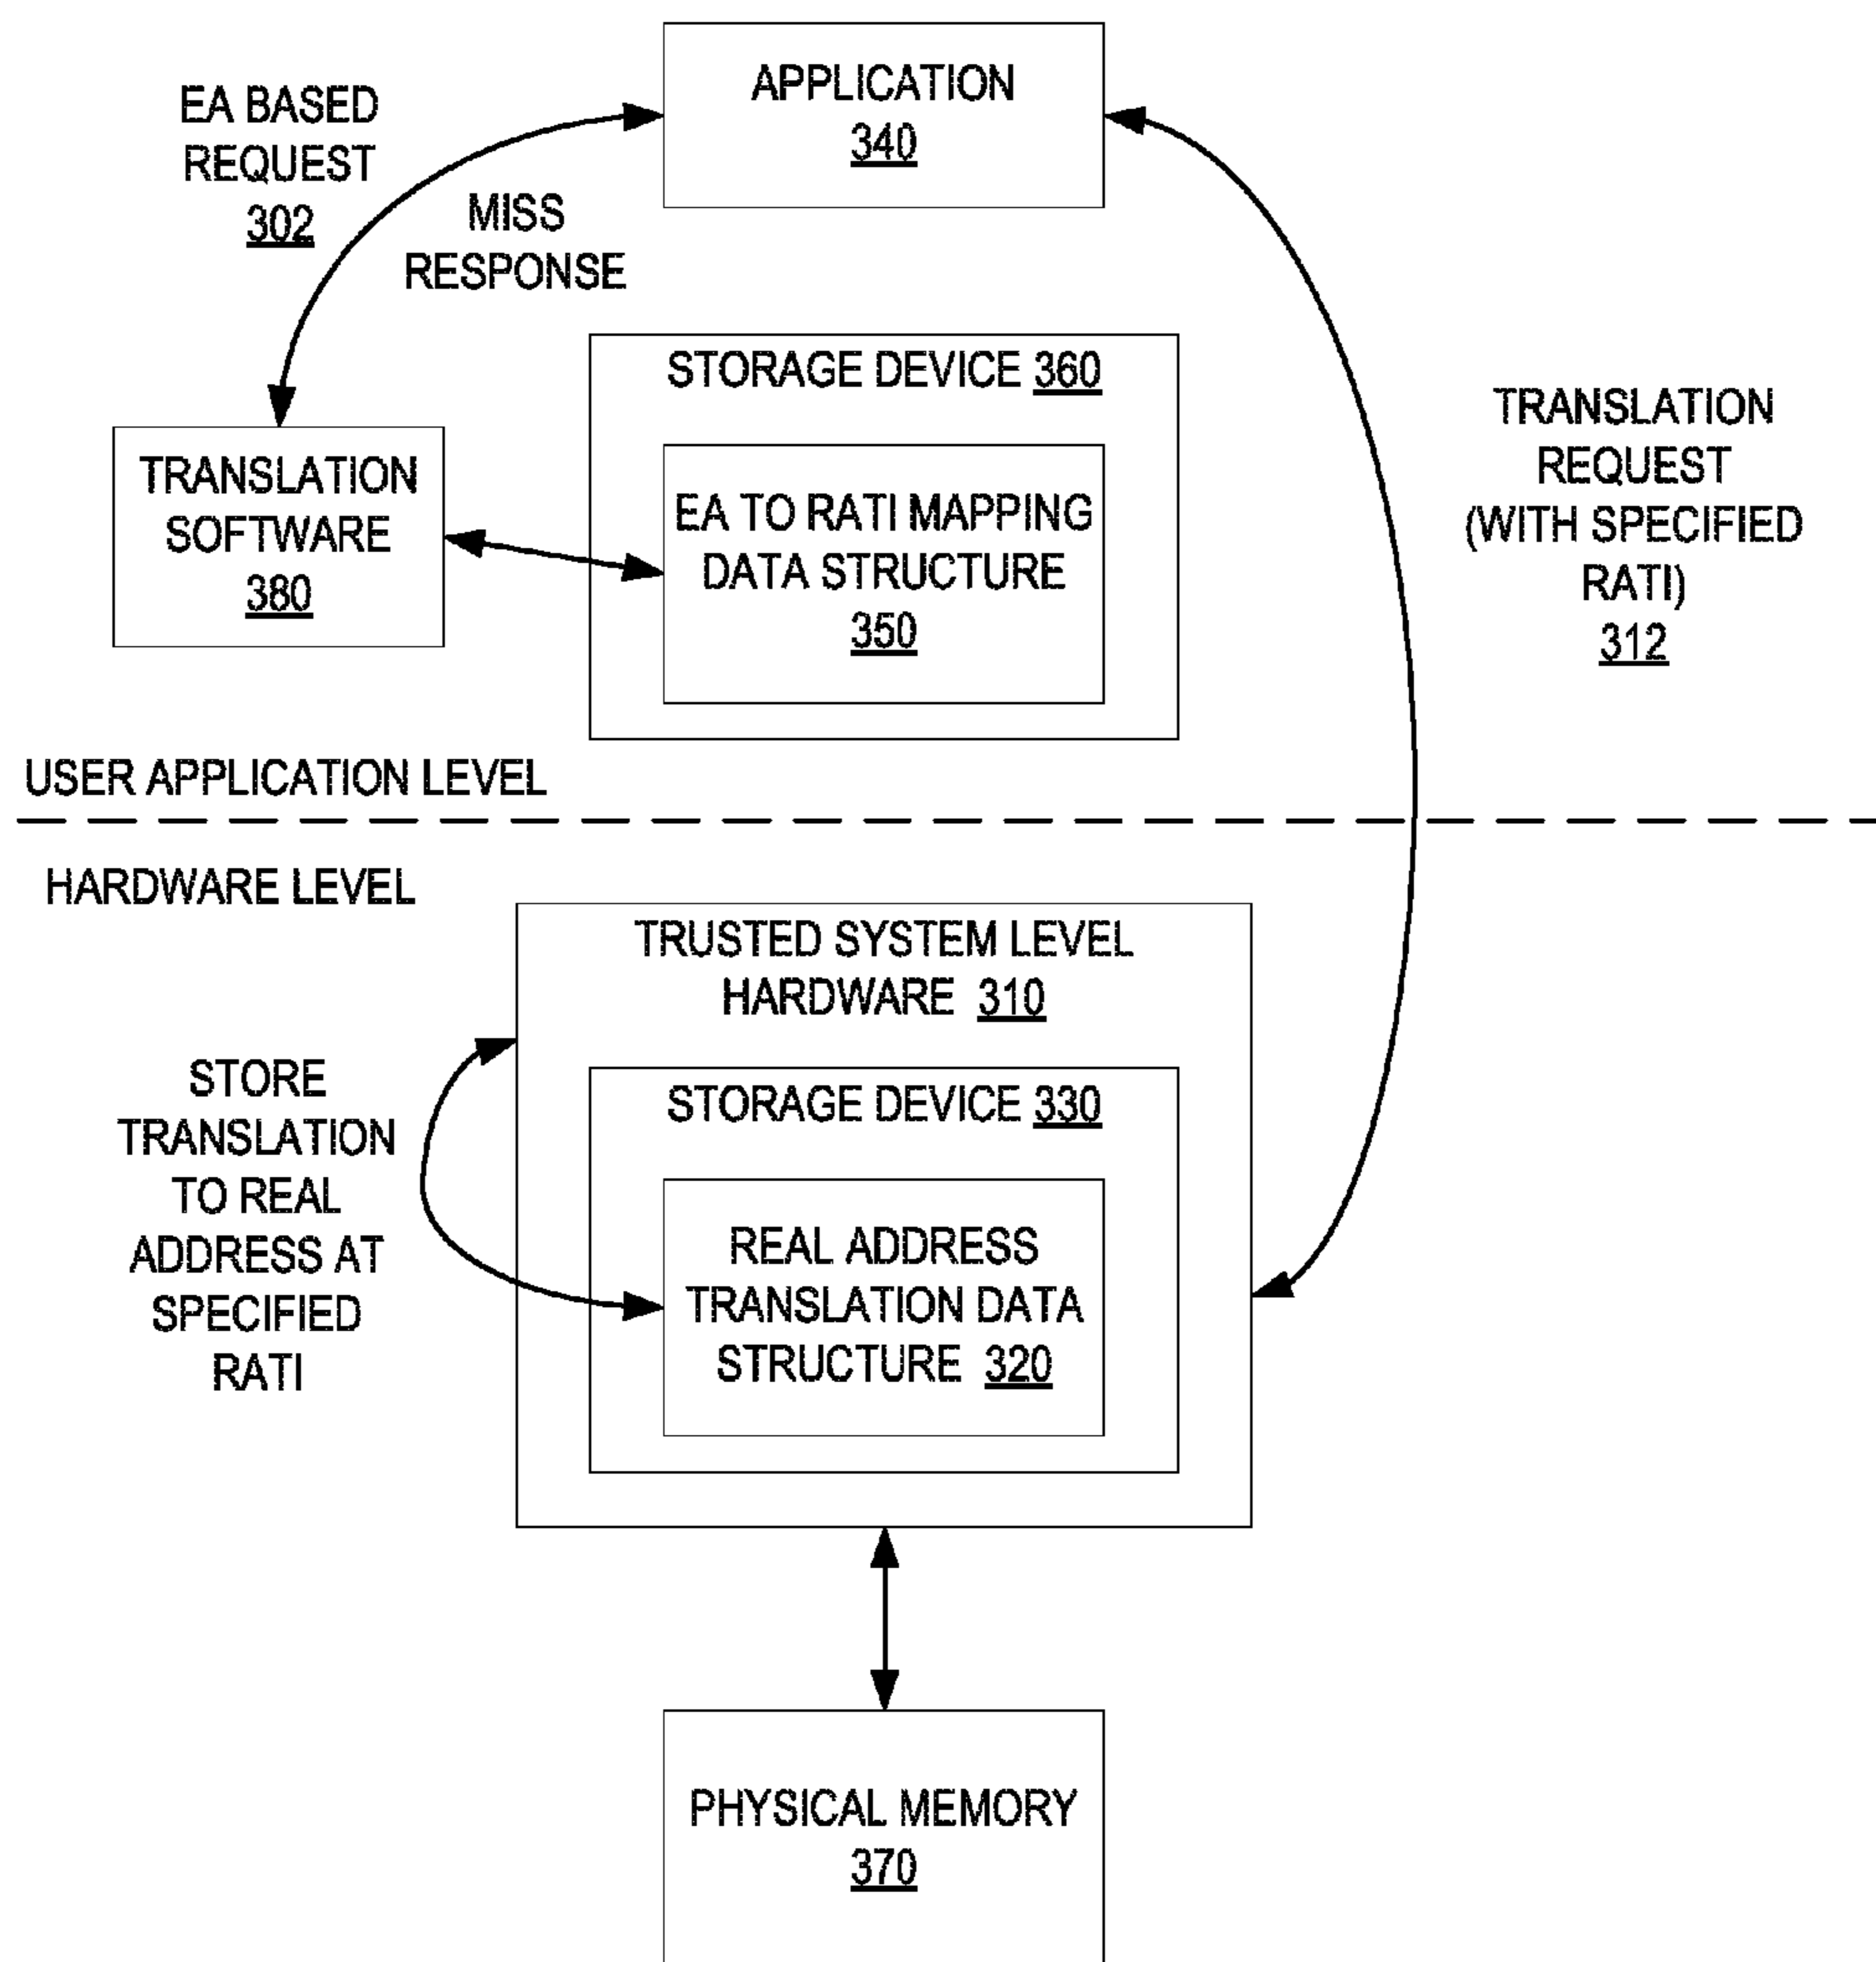 APPLICATION
340
EA BASED
REQUEST
302
MISS
RESPONSE
STORAGE DEVICE 360
EA TO RATI MAPPING
DATA STRUCTURE
350
TRANSLATION
SOFTWARE
380
TRANSLATION
REQUEST
(WITH SPECIFIED
RATI)
312
USER APPLICATION LEVEL
HARDWARE LEVEL
TRUSTED SYSTEM LEVEL
HARDWARE 310
STORE
TRANSLATION
TO REAL
ADDRESS AT
SPECIFIED
RATI
STORAGE DEVICE 330
REAL ADDRESS
TRANSLATION DATA
STRUCTURE 320
PHYSICAL MEMORY
370